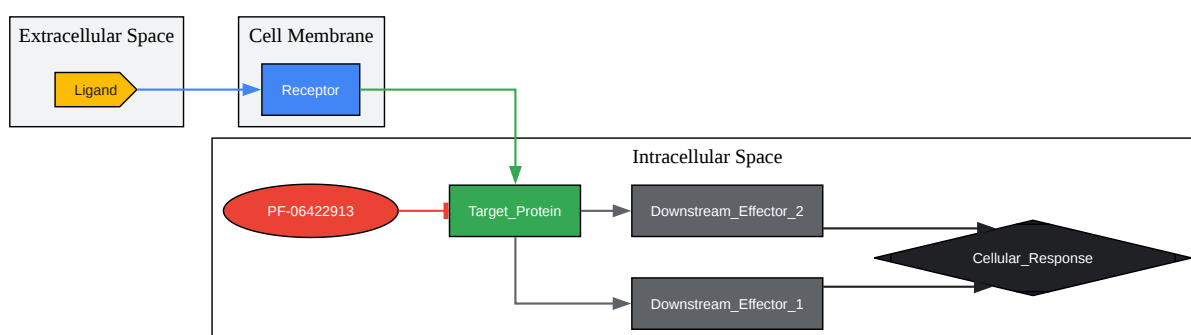 Extracellular Space
Cell Membrane
Ligand
Receptor
Intracellular Space
PF-06422913
Target_Protein
Downstream_Effector_2
Cellular_Response
Downstream_Effector_1